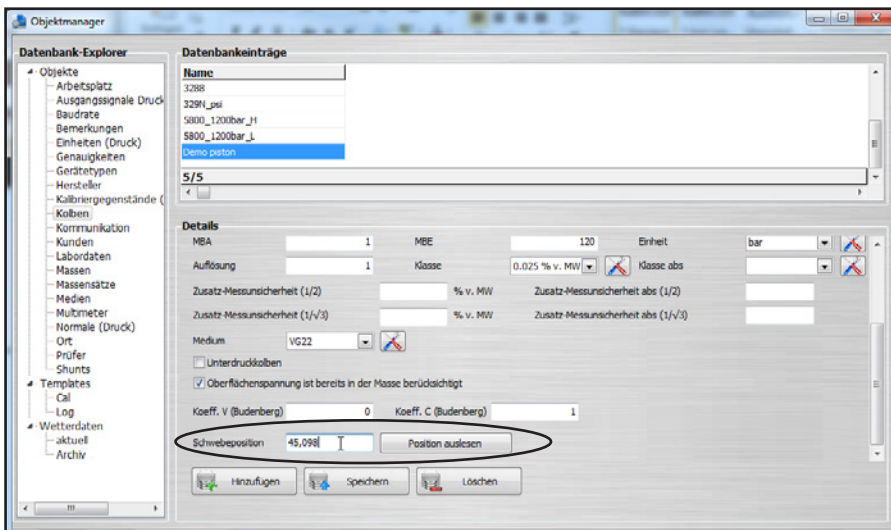 Objektmanager
Datenbank-Explorer
Objekte
Arbeitsplatz
Ausgangssignale Druck
Baudrate
Bemerkungen
Einheiten (Druck)
Genauigkeiten
Gerätetypen
Hersteller
Kalibriergegenstände (
Kolben
Kommunikation
Kunden
Labordaten
Massen
Massensätze
Medien
Multimeter
Normale (Druck)
Ort
Prüfer
Shunts
Templates
Cal
Log
Wetterdaten
aktuell
Archiv
Datenbankeinträge
Name
3288
329N_psi
5800_1200bar_H
5800_1200bar_L
Demo piston
5/5
Details
MBA 1 MBE 120 Einheit bar
Auflösung 1 Klasse 0.025 % v. MW Klasse abs
Zusatz-Messunsicherheit (1/2) % v. MW Zusatz-Messunsicherheit abs (1/2)
Zusatz-Messunsicherheit (1/√3) % v. MW Zusatz-Messunsicherheit abs (1/√3)
Medium VG22
Unterdruckkolben
Oberflächenspannung ist bereits in der Masse berücksichtigt
Koeff. V (Budenberg) 0 Koeff. C (Budenberg) 1
Schwebeposition 45,098 Position auslesen
Hinzufügen Speichern Löschen